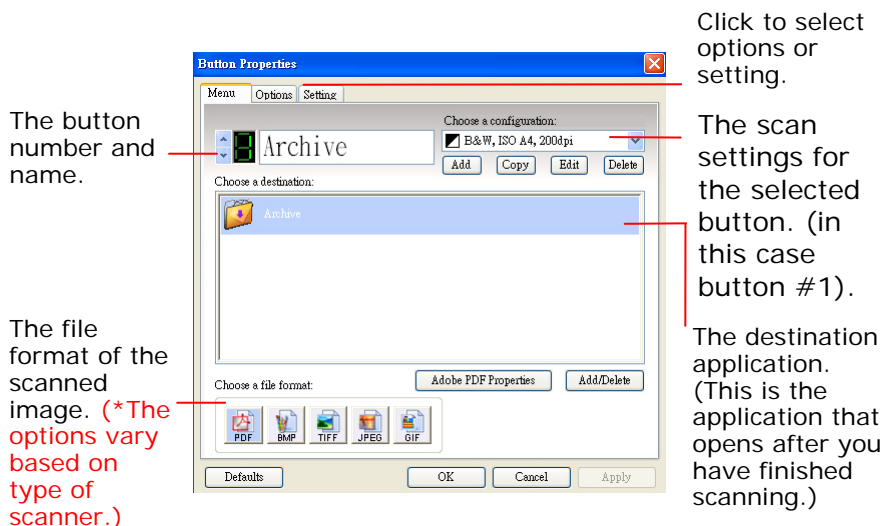 Click to select
options or
setting.
Button Properties
Menu Options Setting
The button
number and
name.
Archive
Choose a configuration:
B&W, ISO A4, 200dpi
Add Copy Edit Delete
The scan
settings for
the selected
button. (in
this case
button #1).
Choose a destination:
Archive
The file
format of the
scanned
image. (*The
options vary
based on
type of
scanner.)
The destination
application.
(This is the
application that
opens after you
have finished
scanning.)
Adobe PDF Properties Add/Delete
Choose a file format:
PDF BMP TIFF JPEG GIF
Defaults OK Cancel Apply